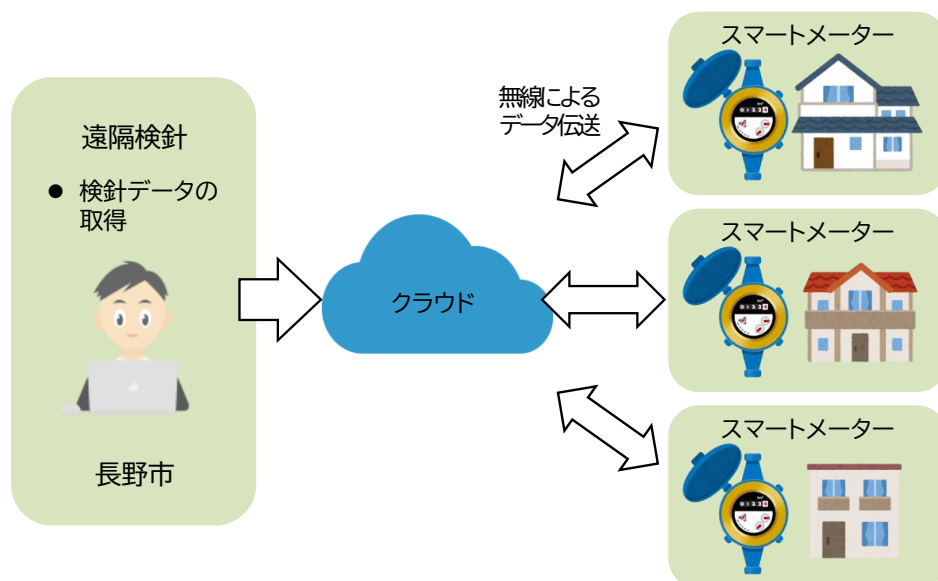 遠隔検針
● 検針データの
取得
長野市
クラウド
無線による
データ伝送
スマートメーター
スマートメーター
スマートメーター